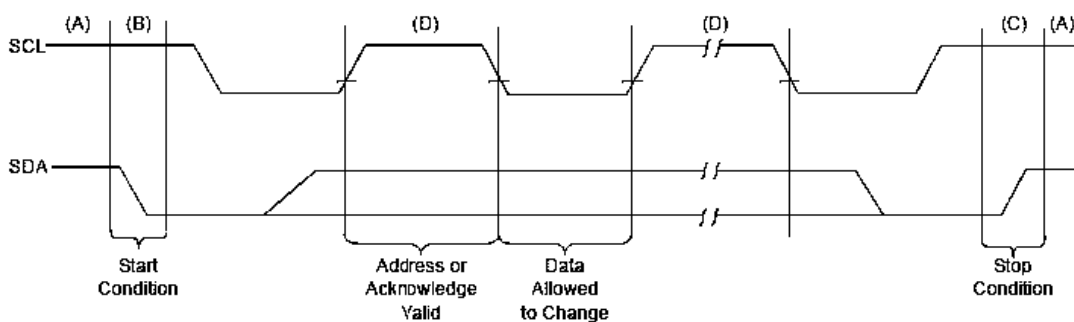 (A) (B) (D) (D) (C) (A)
SCL
SDA
Start
Condition
Address or
Acknowledge
Valid
Data
Allowed
to Change
Stop
Condition